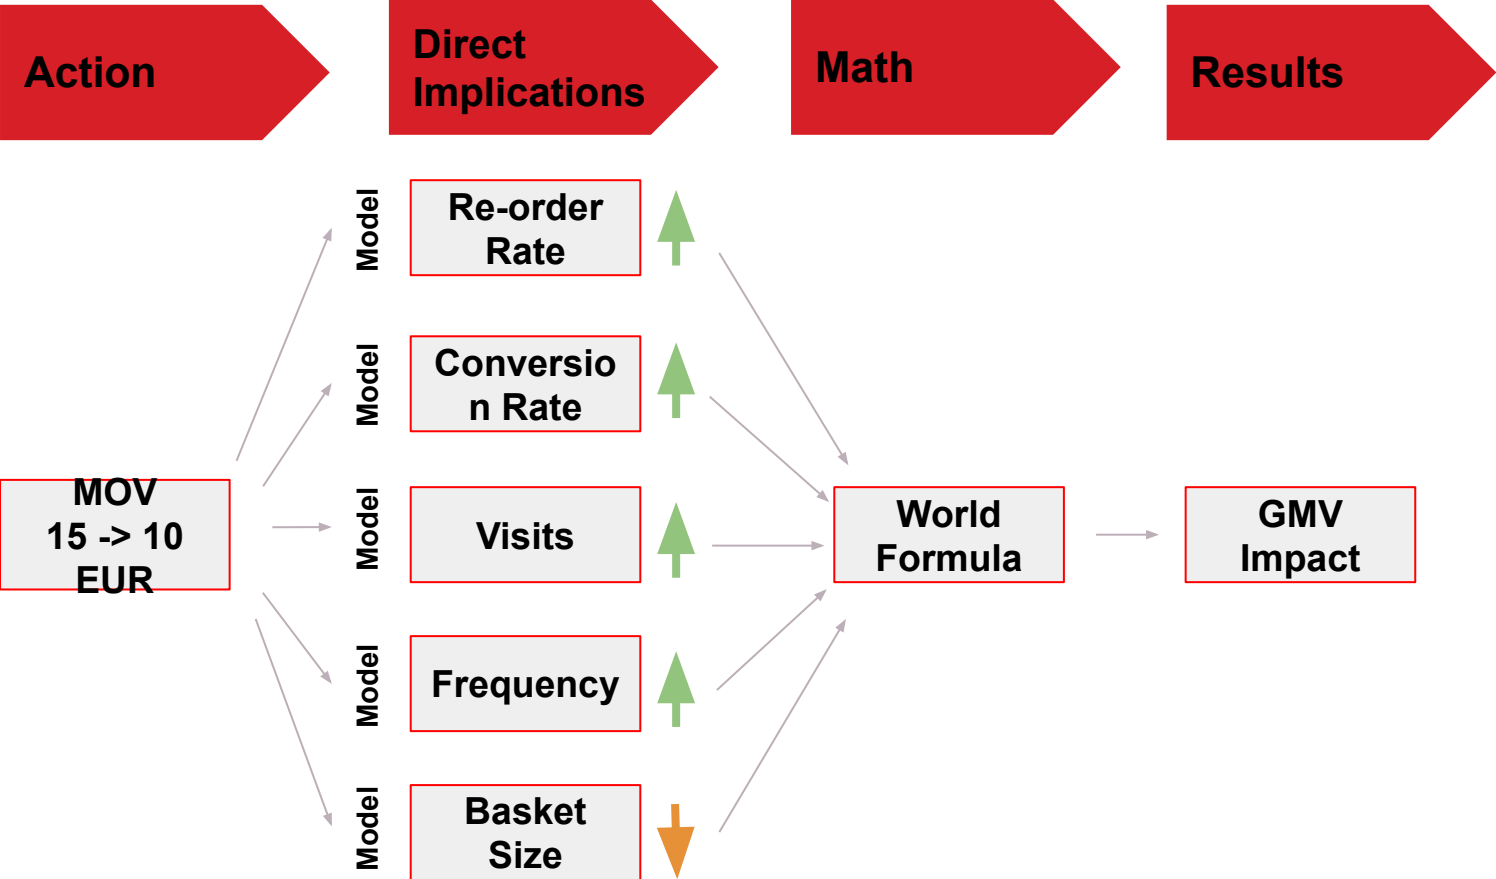 Action
Direct
Implications
Math
Results
Model
Re-order
Rate
Model
Conversio
n Rate
MOV
15 -> 10
EUR
Model
Visits
World
Formula
GMV
Impact
Model
Frequency
Model
Basket
Size